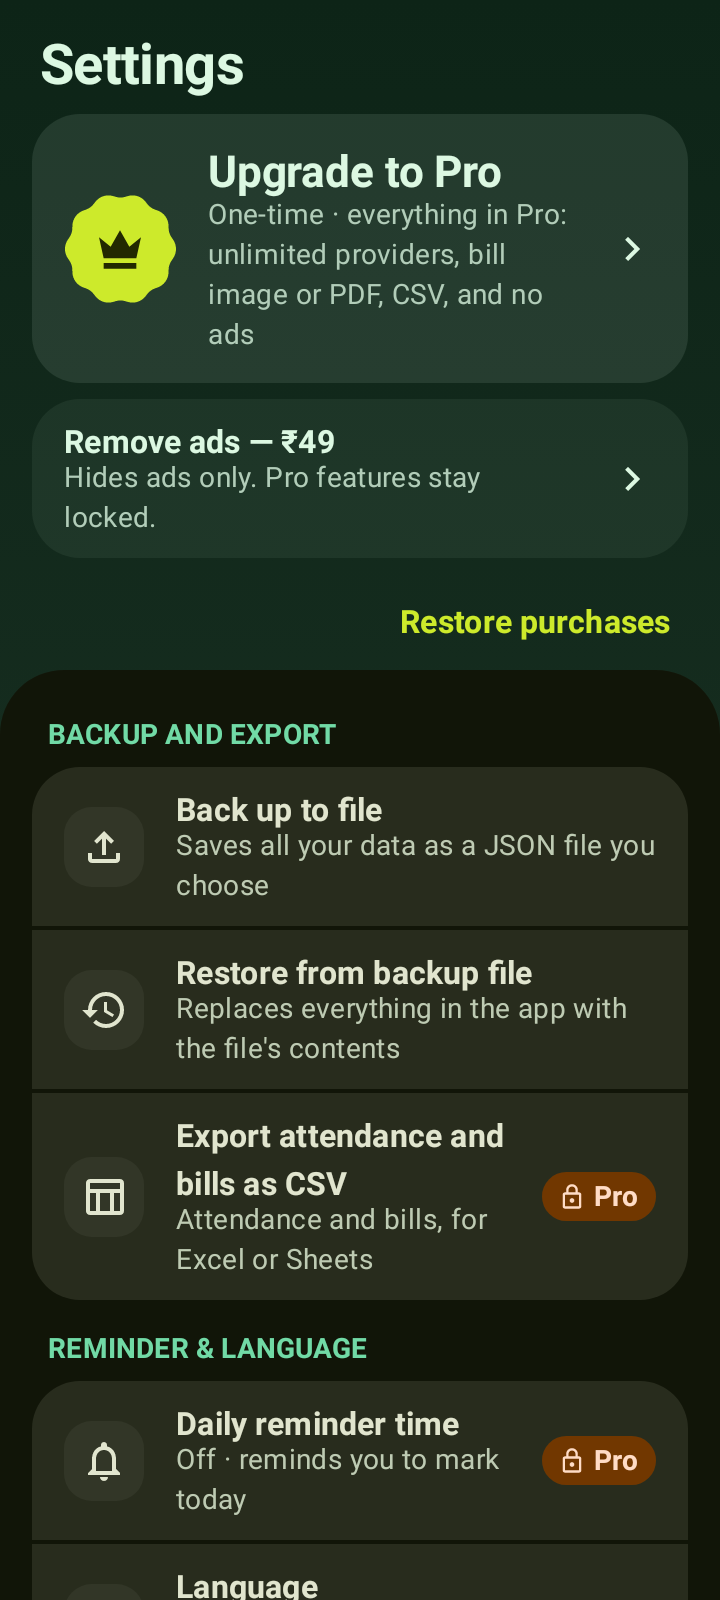 Settings
Upgrade to Pro
One-time · everything in Pro:
unlimited providers, bill
image or PDF, CSV, and no
ads
Remove ads — ₹49
Hides ads only. Pro features stay
locked.
Restore purchases
BACKUP AND EXPORT
Back up to file
Saves all your data as a JSON file you
choose
Restore from backup file
Replaces everything in the app with
the file's contents
Export attendance and
bills as CSV
Attendance and bills, for
Excel or Sheets
Pro
REMINDER & LANGUAGE
Daily reminder time
Off · reminds you to mark
today
Pro
Language